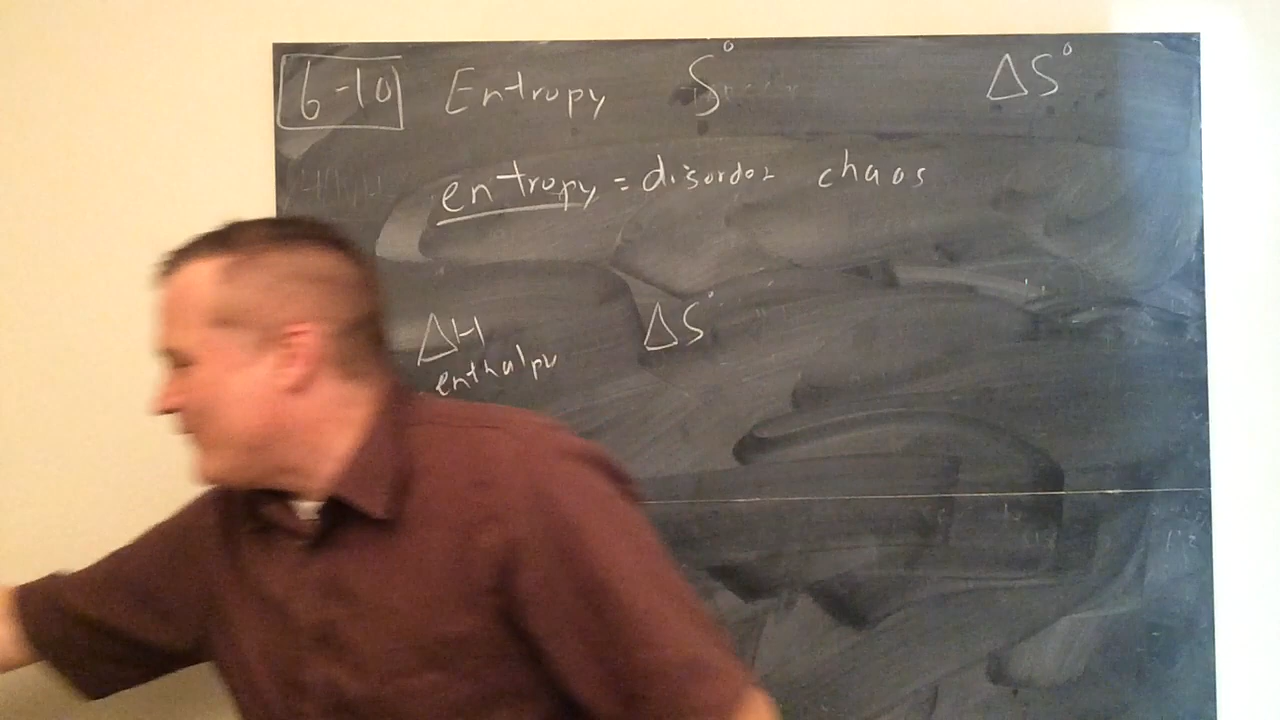 6-10 Entropy S° ΔS°
entropy = disorder chaos
ΔH ΔS°
enthalpy